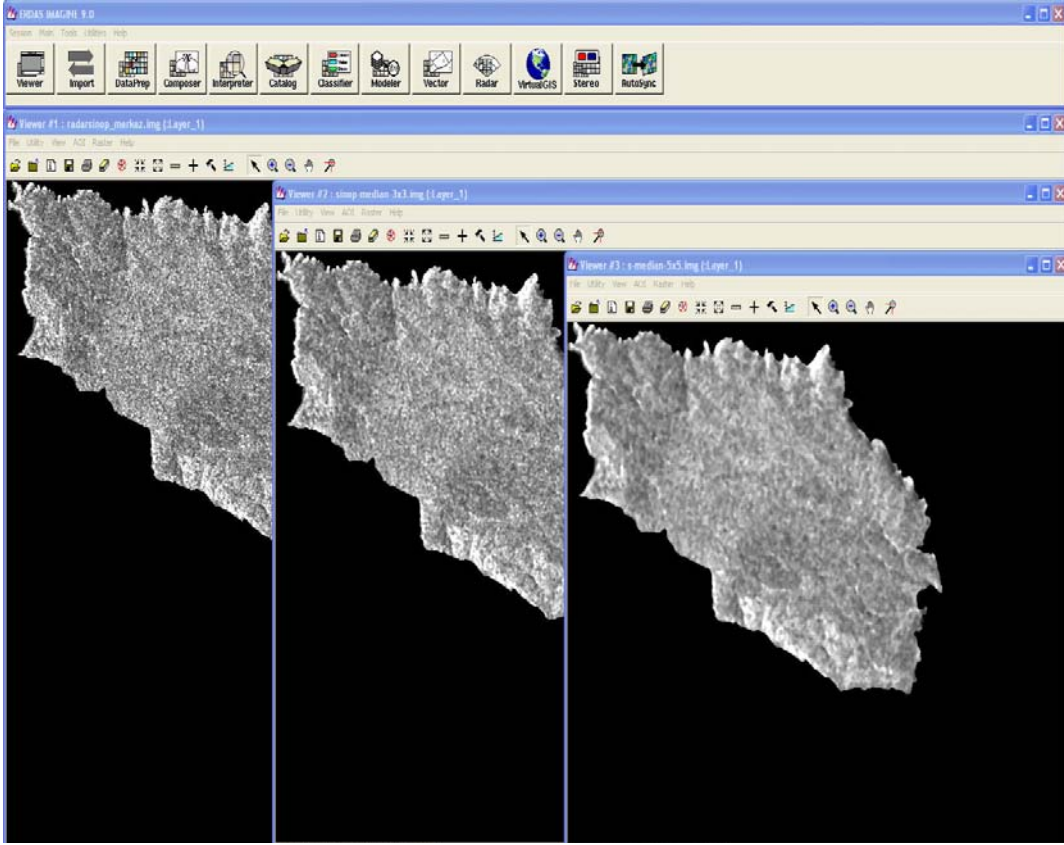 ERDAS IMAGINE 9.0
Session Main Tools Utilities Help
Viewer Import DataPrep Composer Interpreter Catalog Classifier Modeler Vector Radar VirtualGIS Stereo AutoSync
Viewer #1 : radarsinop_merkez.img (:Layer_1)
File Utility View AOI Raster Help
Viewer #2 : sinop median-3x3.img (:Layer_1)
File Utility View AOI Raster Help
Viewer #3 : s-median-5x5.img (:Layer_1)
File Utility View AOI Raster Help